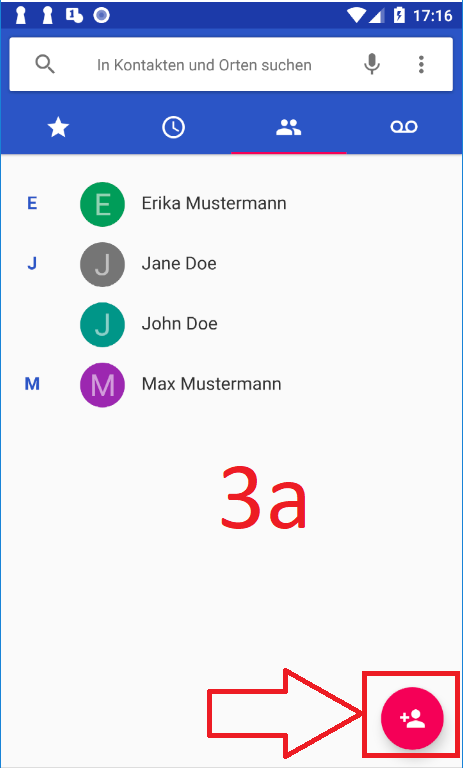 17:16
In Kontakten und Orten suchen
E E Erika Mustermann
J J Jane Doe
J John Doe
M M Max Mustermann
3a